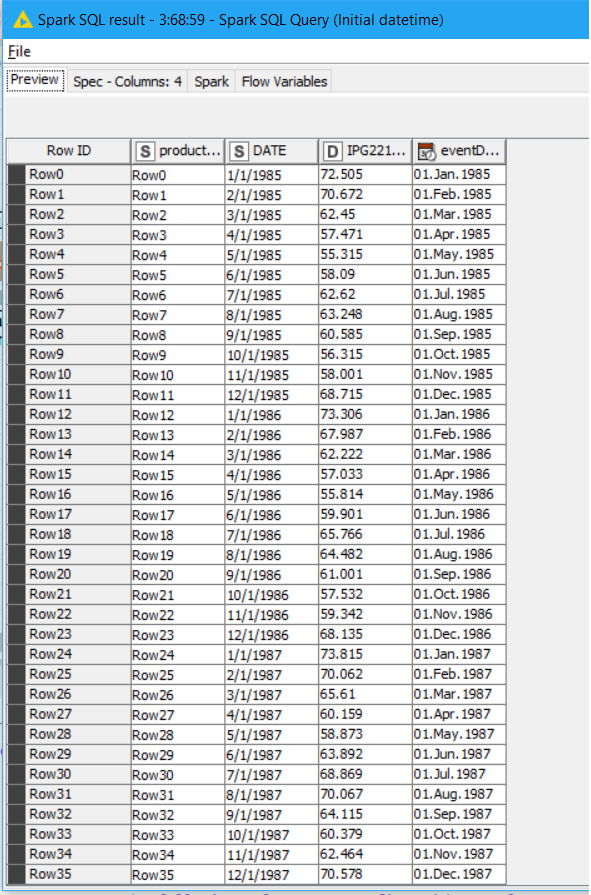 Spark SQL result - 3:68:59 - Spark SQL Query (Initial datetime)
File
Preview Spec - Columns: 4 Spark Flow Variables
Row ID S product... S DATE D IPG221... eventD...
Row0 Row0 1/1/1985 72.505 01.Jan.1985
Row1 Row1 2/1/1985 70.672 01.Feb.1985
Row2 Row2 3/1/1985 62.45 01.Mar.1985
Row3 Row3 4/1/1985 57.471 01.Apr.1985
Row4 Row4 5/1/1985 55.315 01.May.1985
Row5 Row5 6/1/1985 58.09 01.Jun.1985
Row6 Row6 7/1/1985 62.62 01.Jul.1985
Row7 Row7 8/1/1985 63.248 01.Aug.1985
Row8 Row8 9/1/1985 60.585 01.Sep.1985
Row9 Row9 10/1/1985 56.315 01.Oct.1985
Row10 Row10 11/1/1985 58.001 01.Nov.1985
Row11 Row11 12/1/1985 68.715 01.Dec.1985
Row12 Row12 1/1/1986 73.306 01.Jan.1986
Row13 Row13 2/1/1986 67.987 01.Feb.1986
Row14 Row14 3/1/1986 62.222 01.Mar.1986
Row15 Row15 4/1/1986 57.033 01.Apr.1986
Row16 Row16 5/1/1986 55.814 01.May.1986
Row17 Row17 6/1/1986 59.901 01.Jun.1986
Row18 Row18 7/1/1986 65.766 01.Jul.1986
Row19 Row19 8/1/1986 64.482 01.Aug.1986
Row20 Row20 9/1/1986 61.001 01.Sep.1986
Row21 Row21 10/1/1986 57.532 01.Oct.1986
Row22 Row22 11/1/1986 59.342 01.Nov.1986
Row23 Row23 12/1/1986 68.135 01.Dec.1986
Row24 Row24 1/1/1987 73.815 01.Jan.1987
Row25 Row25 2/1/1987 70.062 01.Feb.1987
Row26 Row26 3/1/1987 65.61 01.Mar.1987
Row27 Row27 4/1/1987 60.159 01.Apr.1987
Row28 Row28 5/1/1987 58.873 01.May.1987
Row29 Row29 6/1/1987 63.892 01.Jun.1987
Row30 Row30 7/1/1987 68.869 01.Jul.1987
Row31 Row31 8/1/1987 70.067 01.Aug.1987
Row32 Row32 9/1/1987 64.115 01.Sep.1987
Row33 Row33 10/1/1987 60.379 01.Oct.1987
Row34 Row34 11/1/1987 62.464 01.Nov.1987
Row35 Row35 12/1/1987 70.578 01.Dec.1987